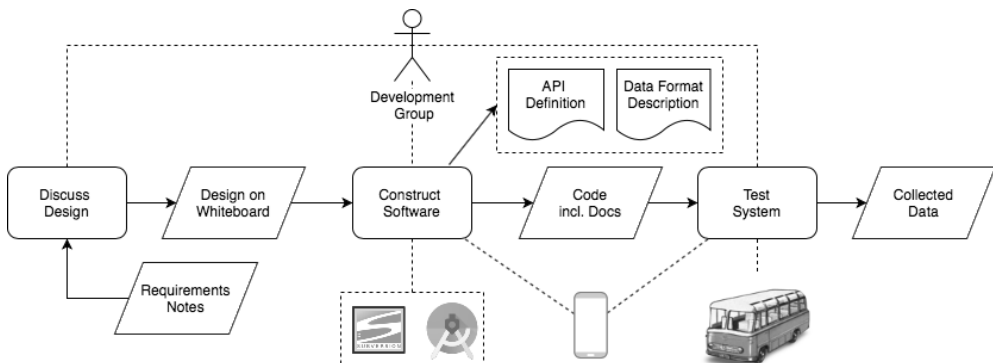 Development
Group
API
Definition
Data Format
Description
Discuss
Design
Design on
Whiteboard
Construct
Software
Code
incl. Docs
Test
System
Collected
Data
Requirements
Notes
SUBVERSION